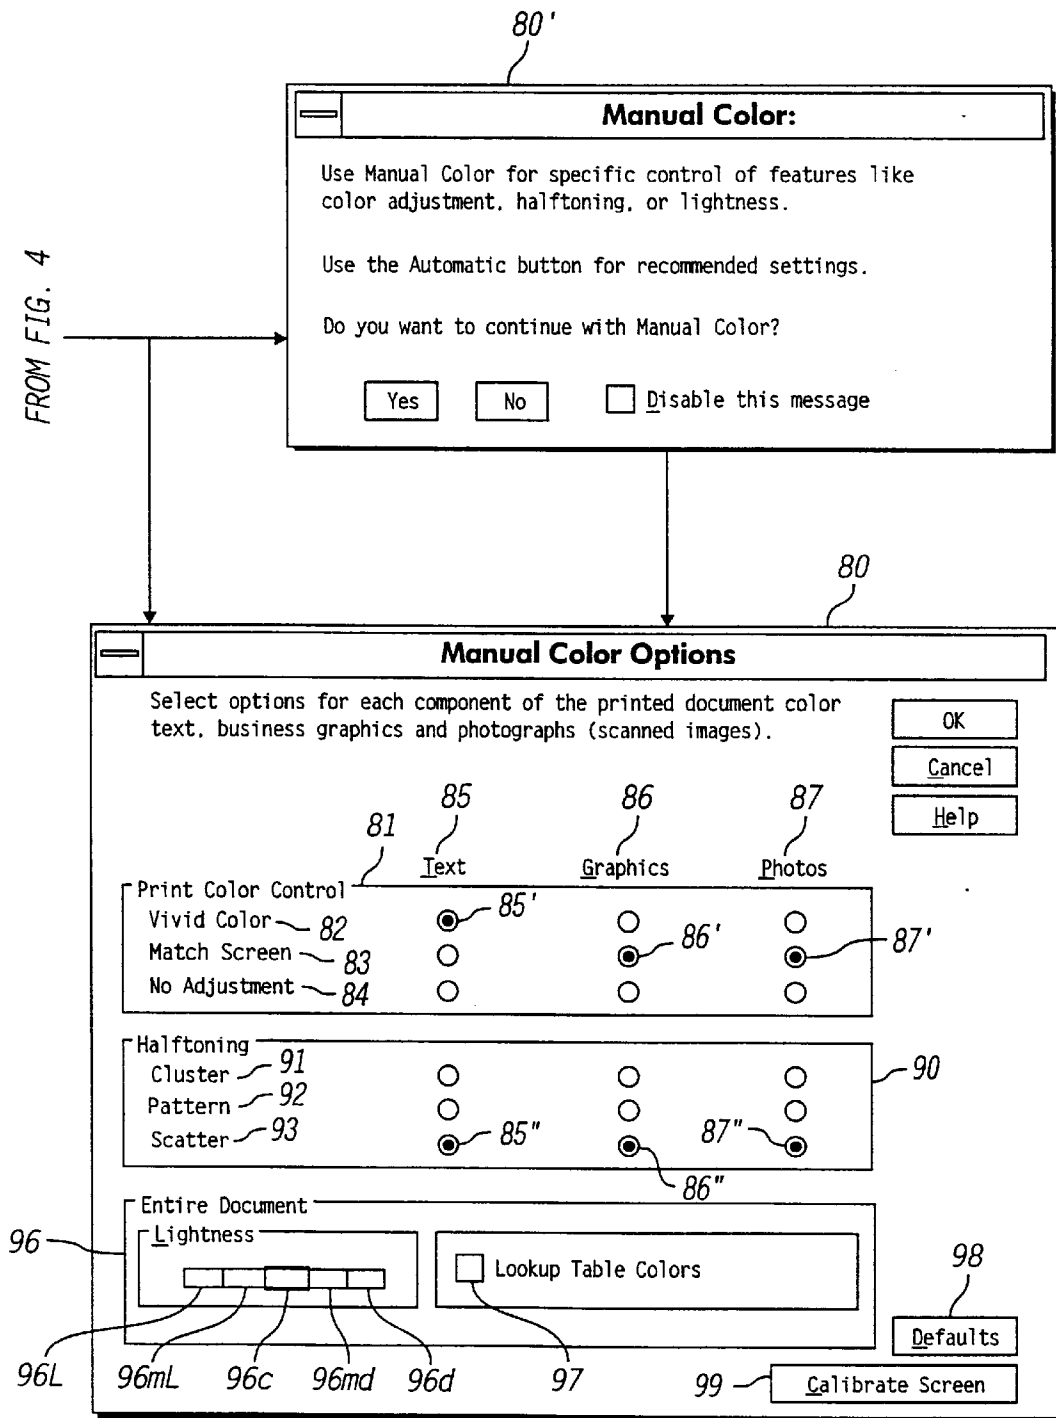 80'
Manual Color:
Use Manual Color for specific control of features like
color adjustment, halftoning, or lightness.
Use the Automatic button for recommended settings.
Do you want to continue with Manual Color?
Yes No Disable this message
FROM FIG. 4
80
Manual Color Options
Select options for each component of the printed document color
text, business graphics and photographs (scanned images).
OK
Cancel
Help
85 86 87
81
Text Graphics Photos
Print Color Control
Vivid Color 82 85'
Match Screen 83 86' 87'
No Adjustment 84
Halftoning
Cluster 91 90
Pattern 92
Scatter 93 85" 87"
86"
Entire Document
Lightness
96
Lookup Table Colors
98
Defaults
96L 96mL 96c 96md 96d 97 99 Calibrate Screen